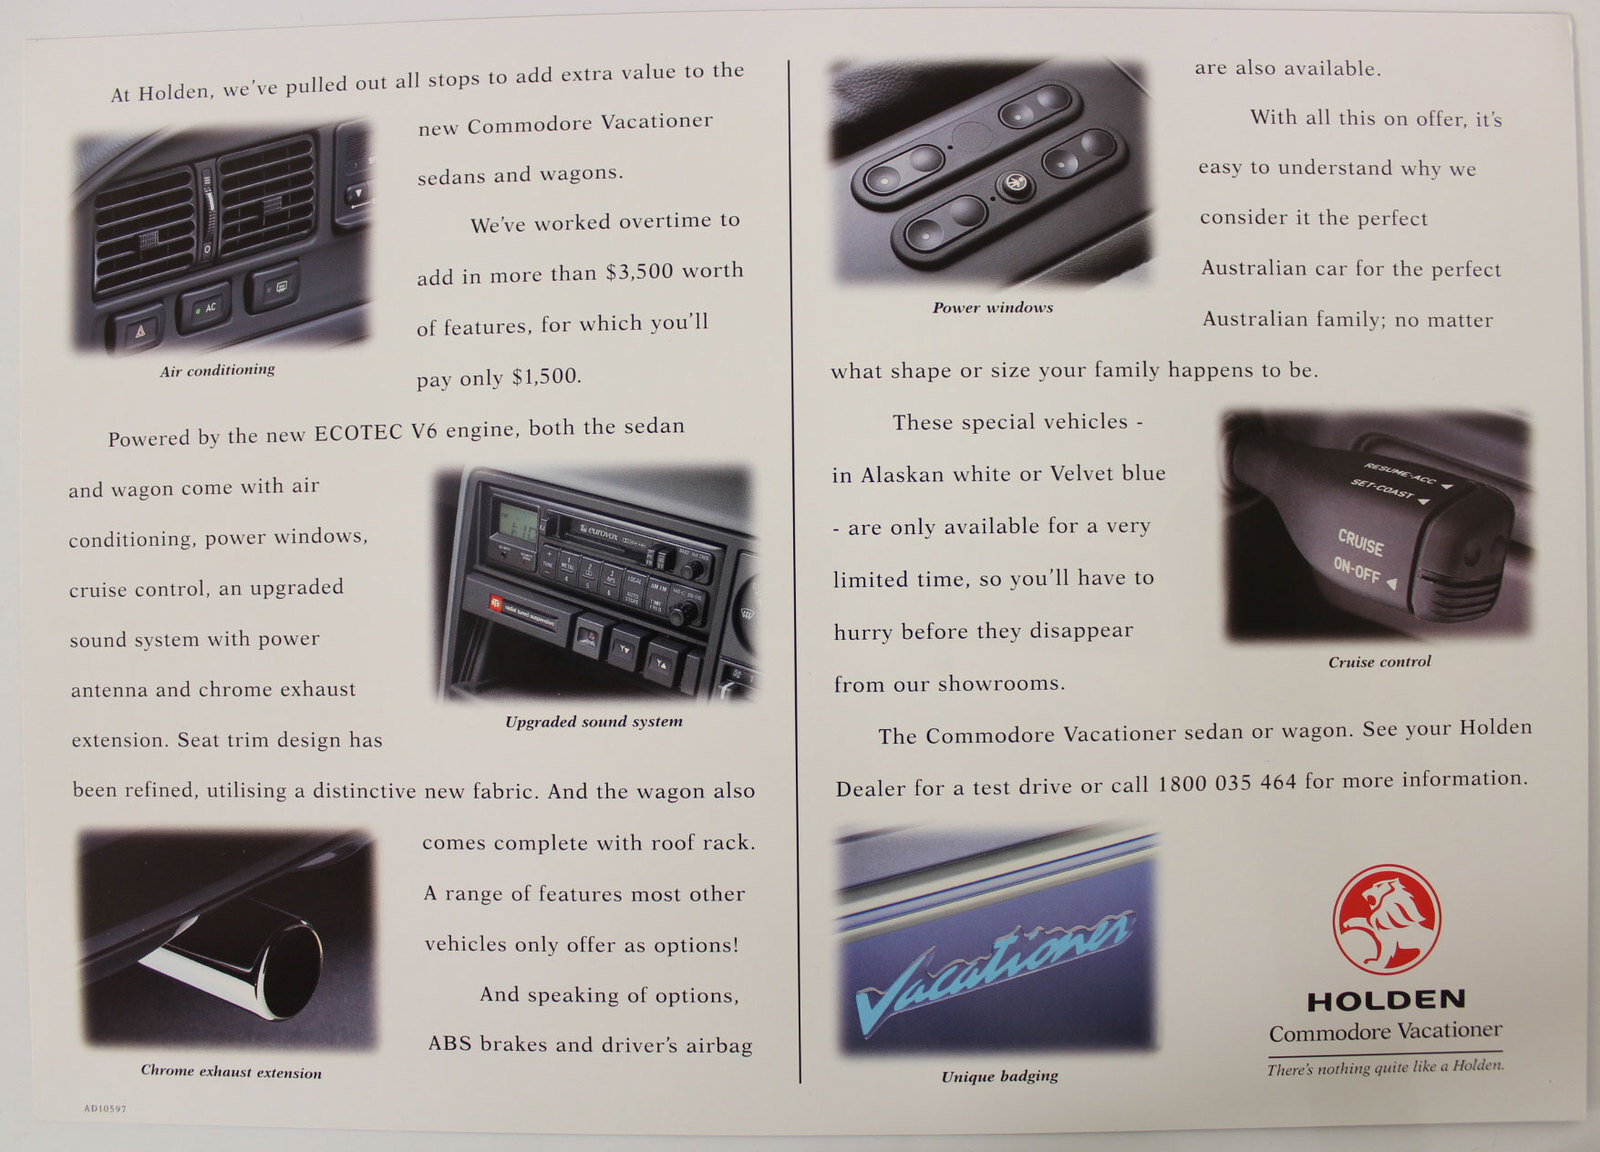 At Holden, we've pulled out all stops to add extra value to the
new Commodore Vacationer
sedans and wagons.
We've worked overtime to
add in more than $3,500 worth
of features, for which you'll
pay only $1,500.
AC
Air conditioning
Powered by the new ECOTEC V6 engine, both the sedan
and wagon come with air
conditioning, power windows,
cruise control, an upgraded
sound system with power
antenna and chrome exhaust
extension. Seat trim design has
eurovox
radial tuned suspension
Upgraded sound system
been refined, utilising a distinctive new fabric. And the wagon also
comes complete with roof rack.
A range of features most other
vehicles only offer as options!
And speaking of options,
ABS brakes and driver's airbag
Chrome exhaust extension
AD10597
Power windows
are also available.
With all this on offer, it's
easy to understand why we
consider it the perfect
Australian car for the perfect
Australian family; no matter
what shape or size your family happens to be.
These special vehicles -
in Alaskan white or Velvet blue
- are only available for a very
limited time, so you'll have to
hurry before they disappear
from our showrooms.
RESUME-ACC
SET-COAST
CRUISE
ON-OFF
Cruise control
The Commodore Vacationer sedan or wagon. See your Holden
Dealer for a test drive or call 1800 035 464 for more information.
Vacationer
Unique badging
HOLDEN
Commodore Vacationer
There's nothing quite like a Holden.